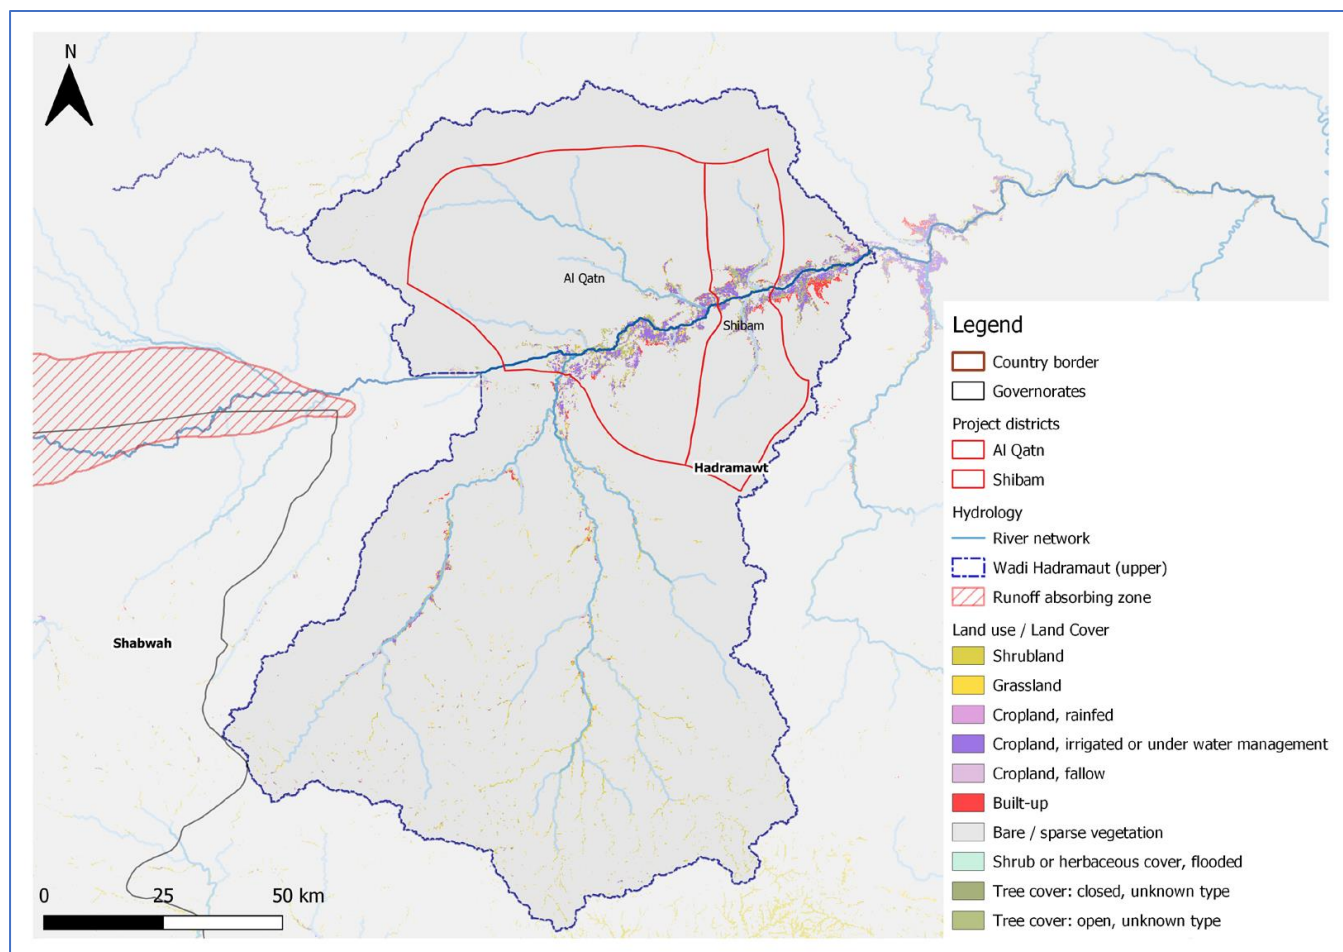 N
Al Qatn
Shibam
Hadramawt
Shabwah
0 25 50 km
Legend
Country border
Governorates
Project districts
Al Qatn
Shibam
Hydrology
River network
Wadi Hadramaut (upper)
Runoff absorbing zone
Land use / Land Cover
Shrubland
Grassland
Cropland, rainfed
Cropland, irrigated or under water management
Cropland, fallow
Built-up
Bare / sparse vegetation
Shrub or herbaceous cover, flooded
Tree cover: closed, unknown type
Tree cover: open, unknown type